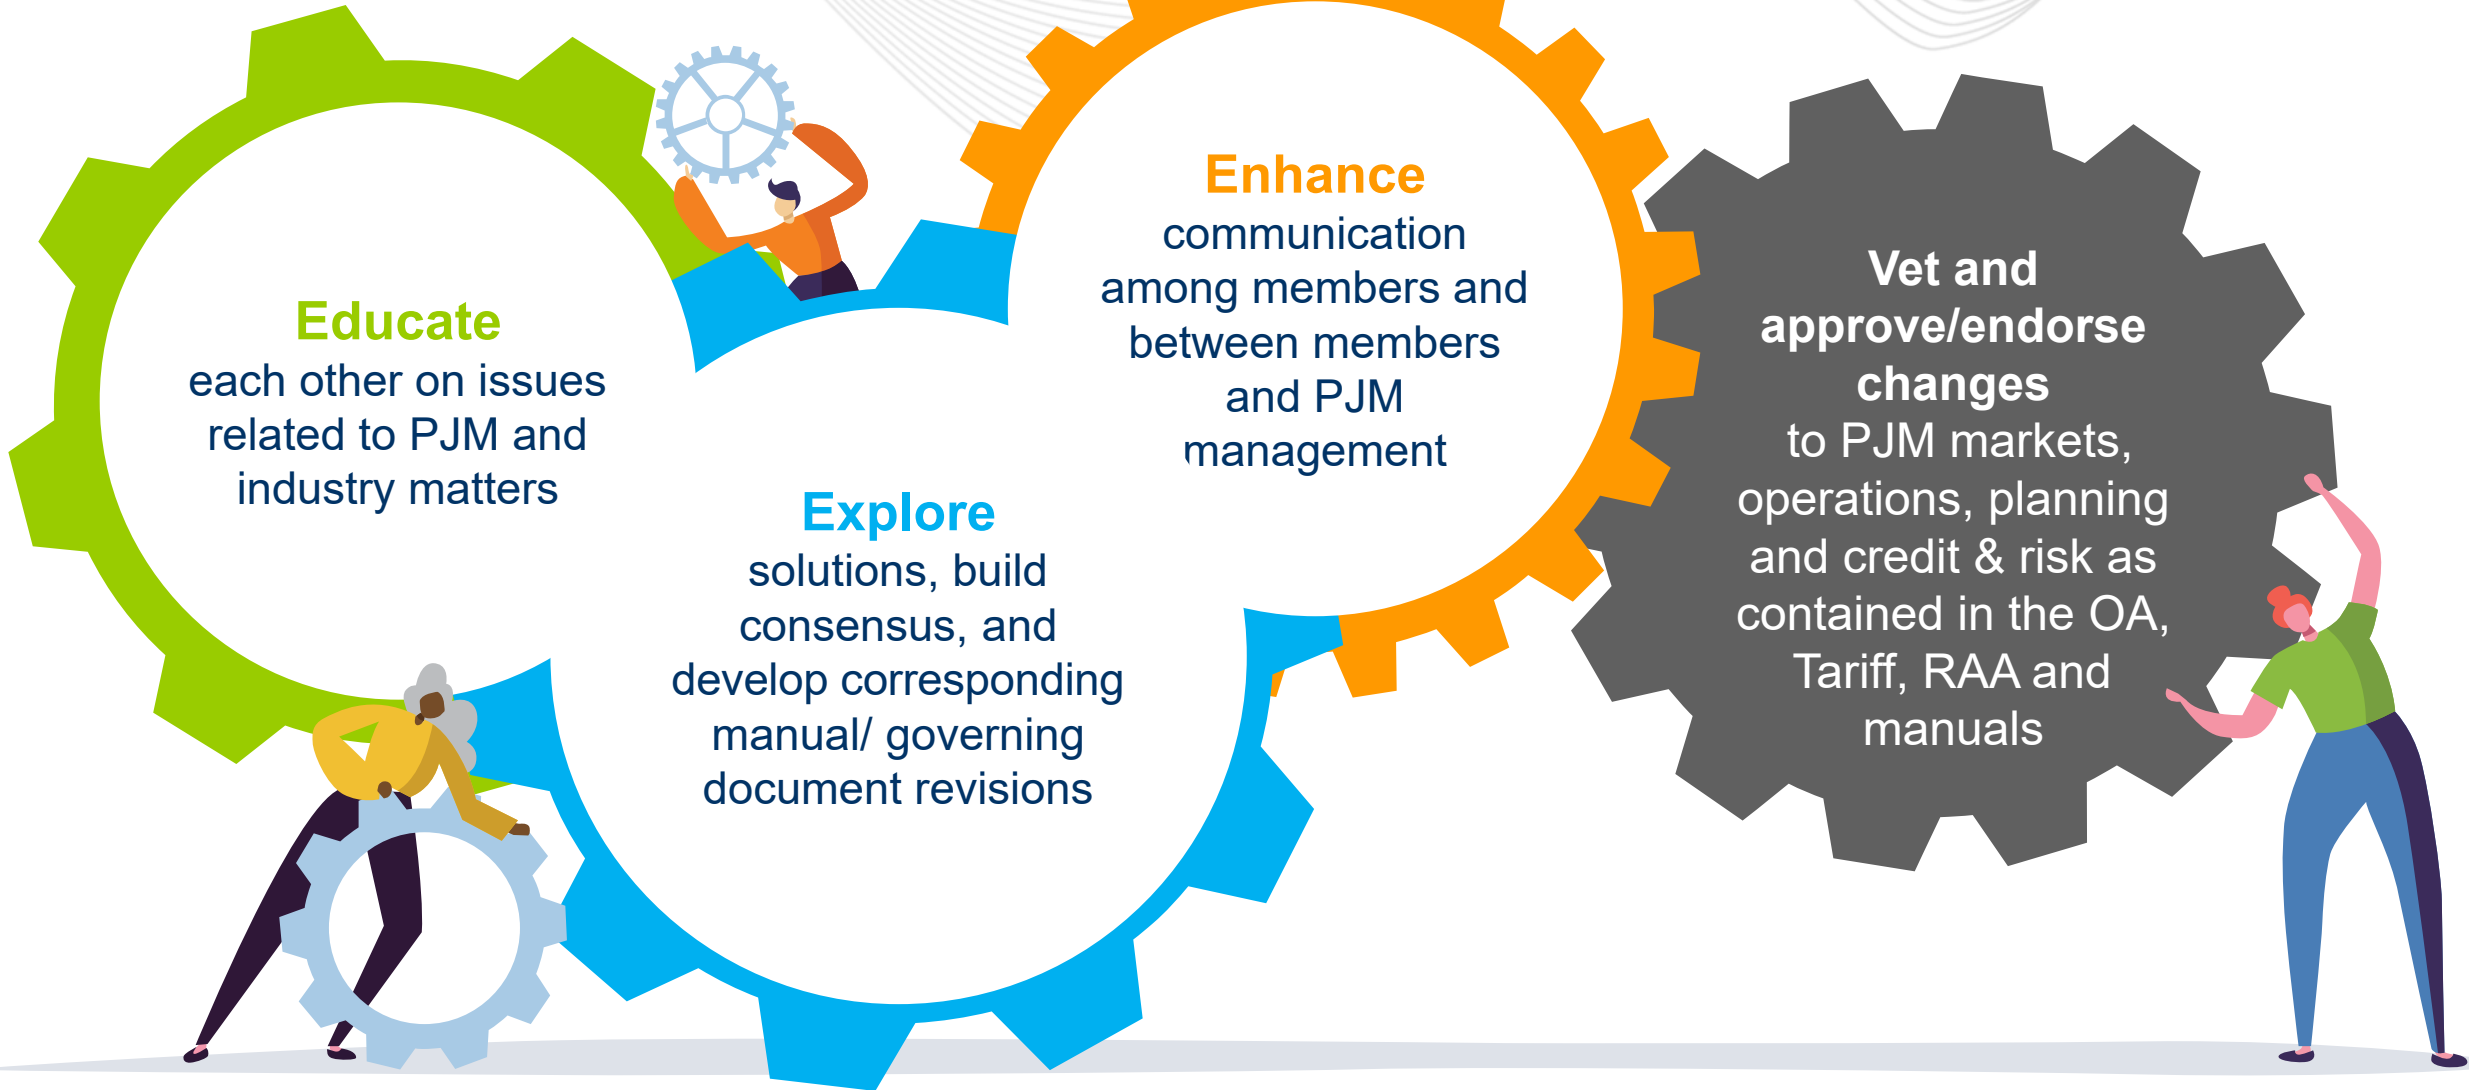 Educate
each other on issues
related to PJM and
industry matters
Explore
solutions, build
consensus, and
develop corresponding
manual/ governing
document revisions
Enhance
communication
among members and
between members
and PJM
management
Vet and
approve/endorse
changes
to PJM markets,
operations, planning
and credit & risk as
contained in the OA,
Tariff, RAA and
manuals